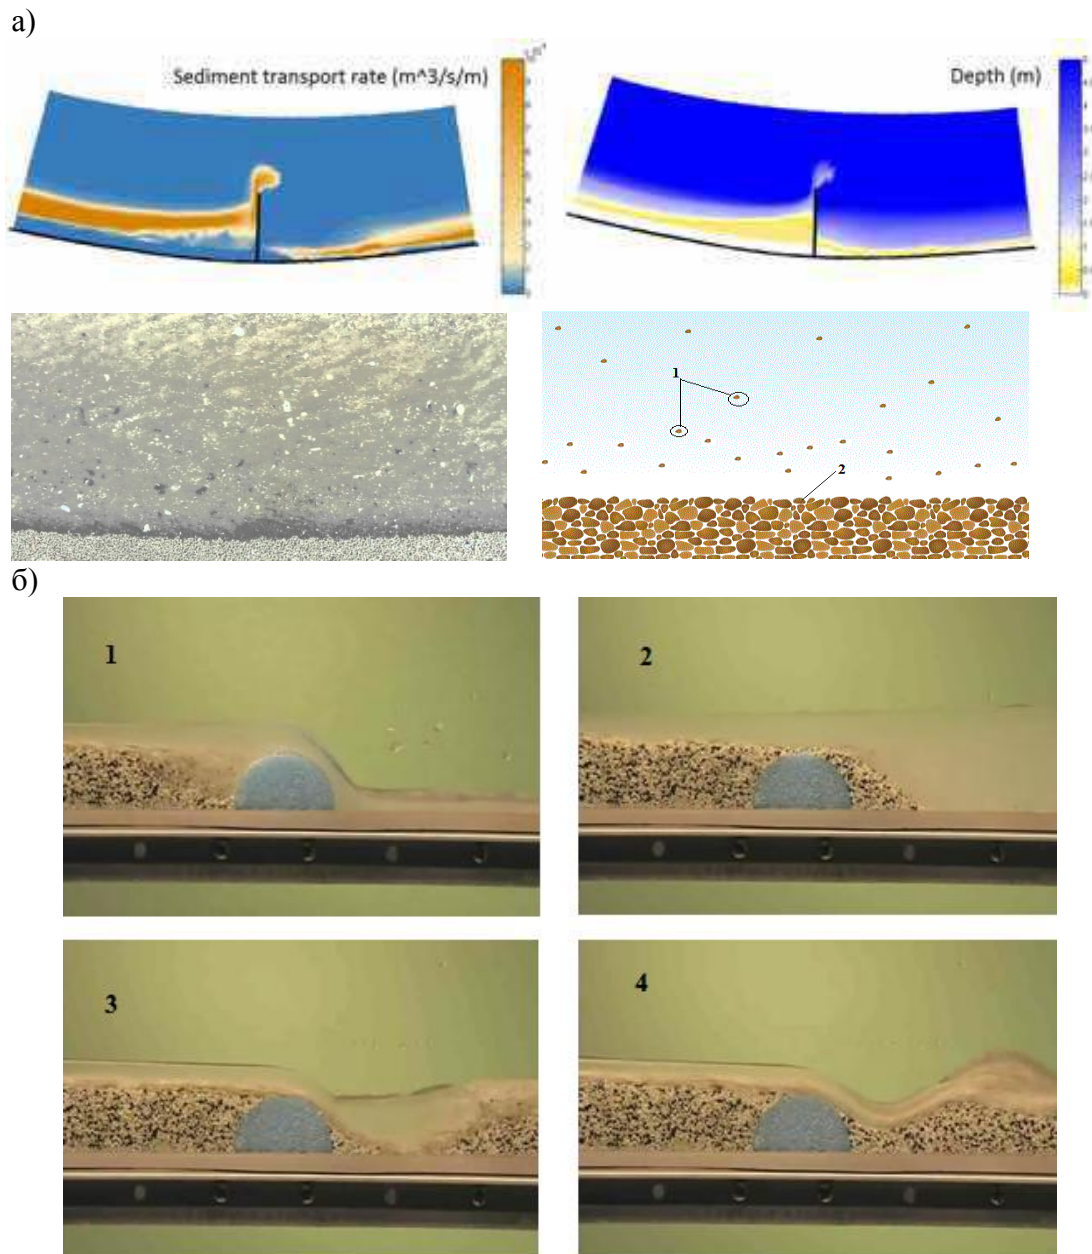 а)
Sediment transport rate (m^3/s/m)
Depth (m)
1
2
б)
1
2
3
4